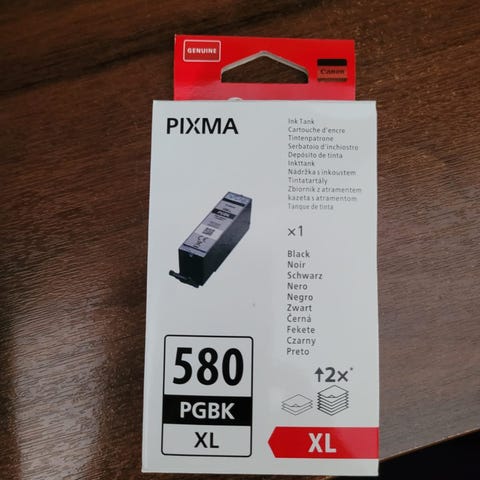 GENUINE
Canon
PIXMA
Ink Tank
Cartouche d'encre
Tintenpatrone
Serbatoio d'inchiostro
Depósito de tinta
Inkttank
Nádržka s inkoustem
Tintatartály
Zbiornik z atramentem
kazeta s atramentom
Tanque de tinta
×1
Black
Noir
Schwarz
Nero
Negro
Zwart
Černá
Fekete
Czarny
Preto
PGBK
580
PGBK
XL
↑2×*
XL